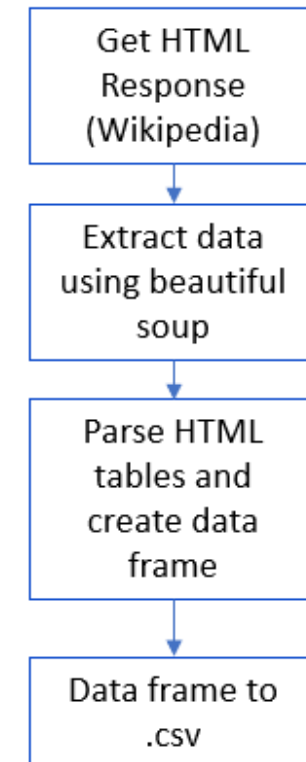 Get HTML
Response
(Wikipedia)
Extract data
using beautiful
soup
Parse HTML
tables and
create data
frame
Data frame to
.csv